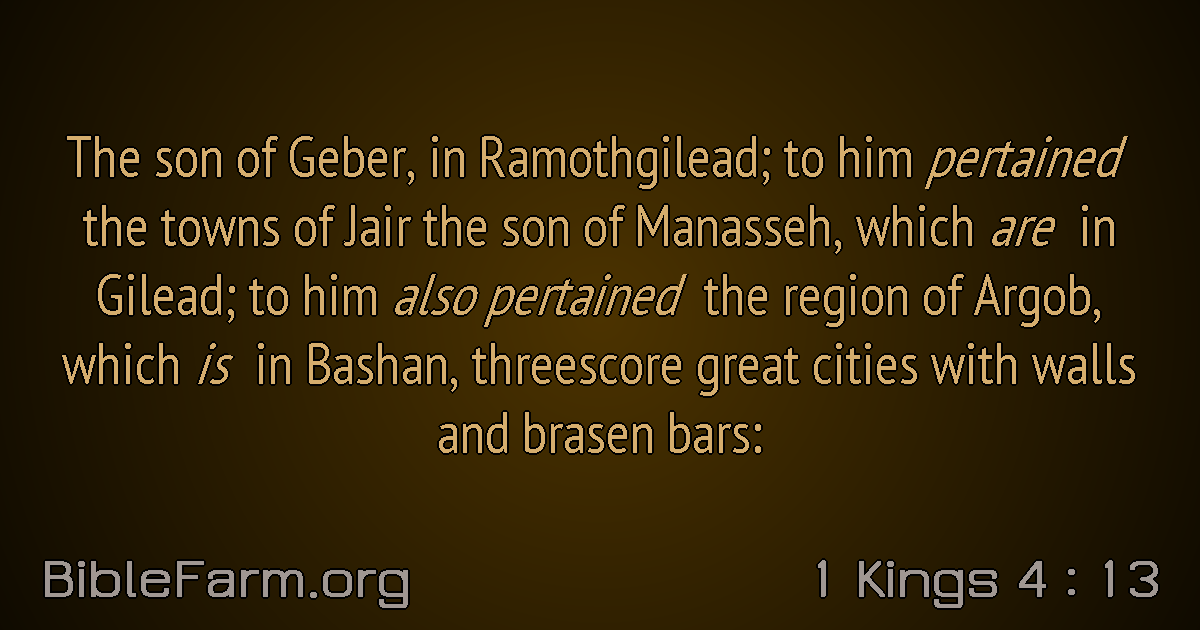 The son of Geber, in Ramothgilead; to him pertained
the towns of Jair the son of Manasseh, which are in
Gilead; to him also pertained the region of Argob,
which is in Bashan, threescore great cities with walls
and brasen bars:
BibleFarm.org
1 Kings 4 : 13